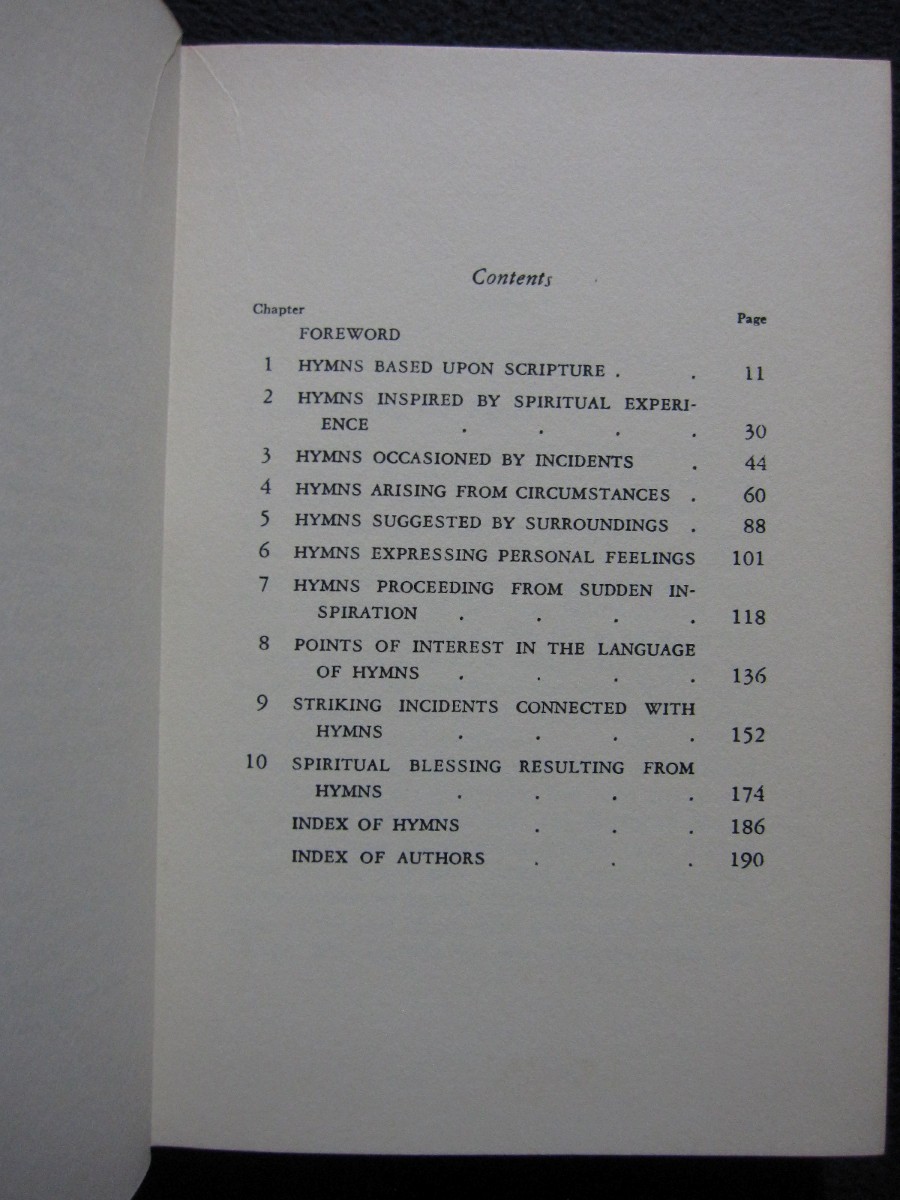 Contents
Chapter Page
FOREWORD
1 HYMNS BASED UPON SCRIPTURE . . 11
2 HYMNS INSPIRED BY SPIRITUAL EXPERI-
ENCE . . . . 30
3 HYMNS OCCASIONED BY INCIDENTS . 44
4 HYMNS ARISING FROM CIRCUMSTANCES . 60
5 HYMNS SUGGESTED BY SURROUNDINGS . 88
6 HYMNS EXPRESSING PERSONAL FEELINGS 101
7 HYMNS PROCEEDING FROM SUDDEN IN-
SPIRATION . . . . 118
8 POINTS OF INTEREST IN THE LANGUAGE
OF HYMNS . . . . 136
9 STRIKING INCIDENTS CONNECTED WITH
HYMNS . . . . 152
10 SPIRITUAL BLESSING RESULTING FROM
HYMNS . . . . 174
INDEX OF HYMNS . . . 186
INDEX OF AUTHORS . . . 190